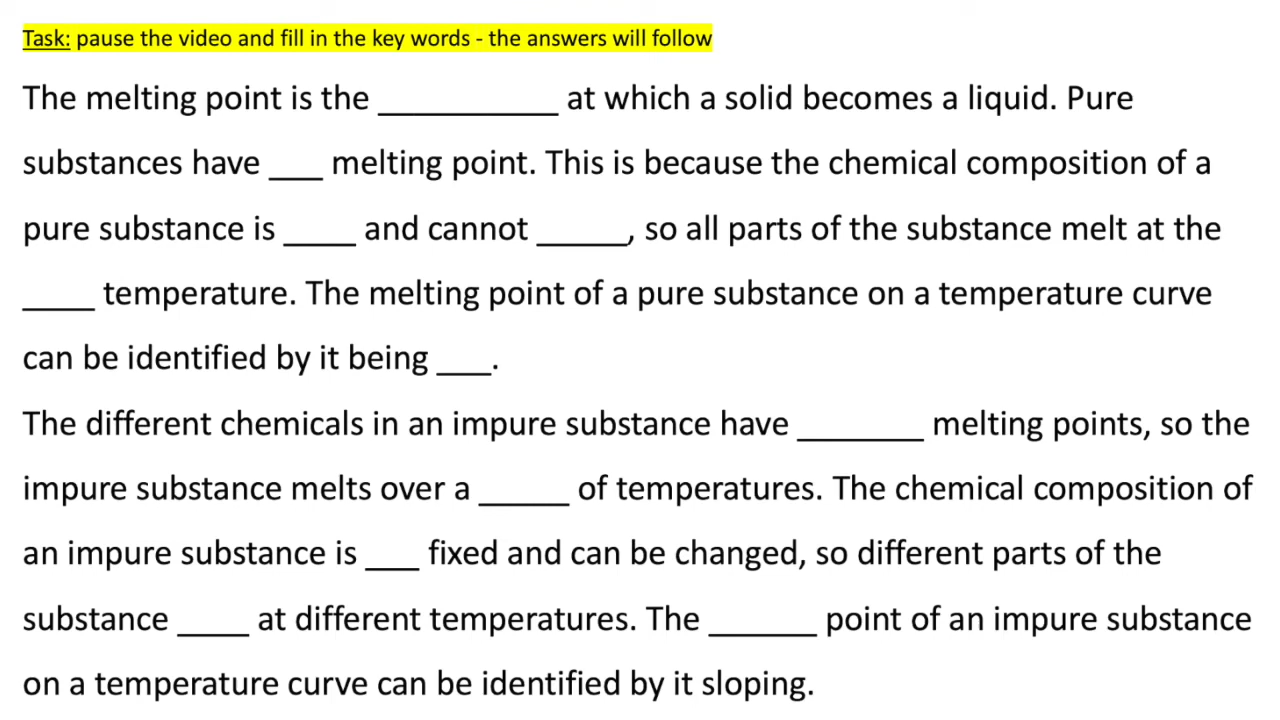 Task: pause the video and fill in the key words - the answers will follow
The melting point is the __________ at which a solid becomes a liquid. Pure
substances have ___ melting point. This is because the chemical composition of a
pure substance is ____ and cannot _____, so all parts of the substance melt at the
____ temperature. The melting point of a pure substance on a temperature curve
can be identified by it being ___.
The different chemicals in an impure substance have _______ melting points, so the
impure substance melts over a _____ of temperatures. The chemical composition of
an impure substance is ___ fixed and can be changed, so different parts of the
substance ____ at different temperatures. The ______ point of an impure substance
on a temperature curve can be identified by it sloping.